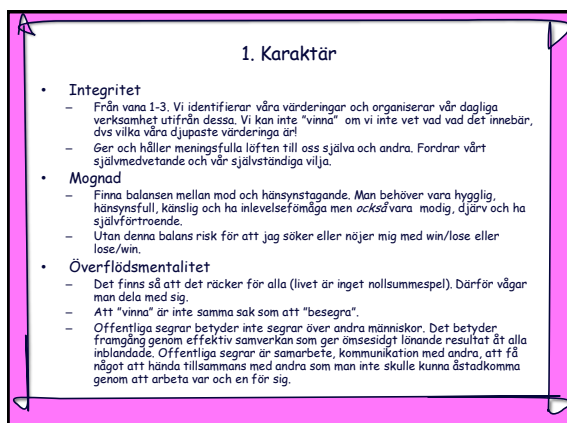 1. Karaktär
• Integritet
– Från vana 1-3. Vi identifierar våra värderingar och organiserar vår dagliga
verksamhet utifrån dessa. Vi kan inte ”vinna” om vi inte vet vad vad det innebär,
dvs vilka våra djupaste värderinga är!
– Ger och håller meningsfulla löften till oss själva och andra. Fordrar vårt
självmedvetande och vår självständiga vilja.
• Mognad
– Finna balansen mellan mod och hänsynstagande. Man behöver vara hygglig,
hänsynsfull, känslig och ha inlevelsefömåga men också vara modig, djärv och ha
självförtroende.
– Utan denna balans risk för att jag söker eller nöjer mig med win/lose eller
lose/win.
• Överflödsmentalitet
– Det finns så att det räcker för alla (livet är inget nollsummespel). Därför vågar
man dela med sig.
– Att ”vinna” är inte samma sak som att ”besegra”.
– Offentliga segrar betyder inte segrar över andra människor. Det betyder
framgång genom effektiv samverkan som ger ömsesidgt lönande resultat åt alla
inblandade. Offentliga segrar är samarbete, kommunikation med andra, att få
något att hända tillsammans med andra som man inte skulle kunna åstadkomma
genom att arbeta var och en för sig.